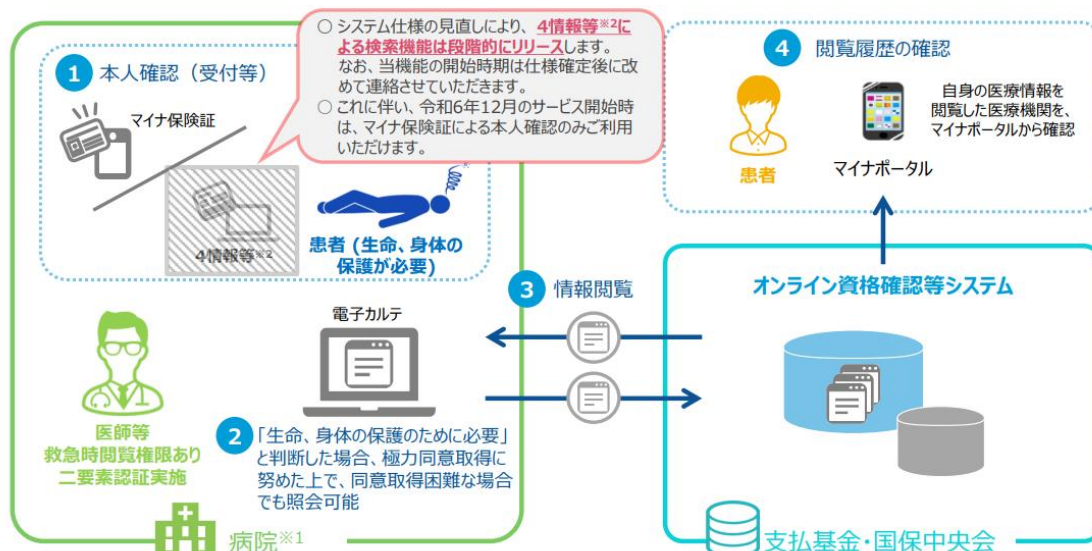 ○ システム仕様の見直しにより、4情報等※2に
よる検索機能は段階的にリリースします。
なお、当機能の開始時期は仕様確定後に改
めて連絡させていただきます。
○ これに伴い、令和6年12月のサービス開始時
は、マイナ保険証による本人確認のみご利用
いただけます。
1 本人確認（受付等）
マイナ保険証
4情報等※2
患者 (生命、身体の
保護が必要)
医師等
救急時閲覧権限あり
二要素認証実施
電子カルテ
2 「生命、身体の保護のために必要」
と判断した場合、極力同意取得に
努めた上で、同意取得困難な場合
でも照会可能
病院※1
3 情報閲覧
4 閲覧履歴の確認
患者
自身の医療情報を
閲覧した医療機関を、
マイナポータルから確認
マイナポータル
オンライン資格確認等システム
支払基金・国保中央会